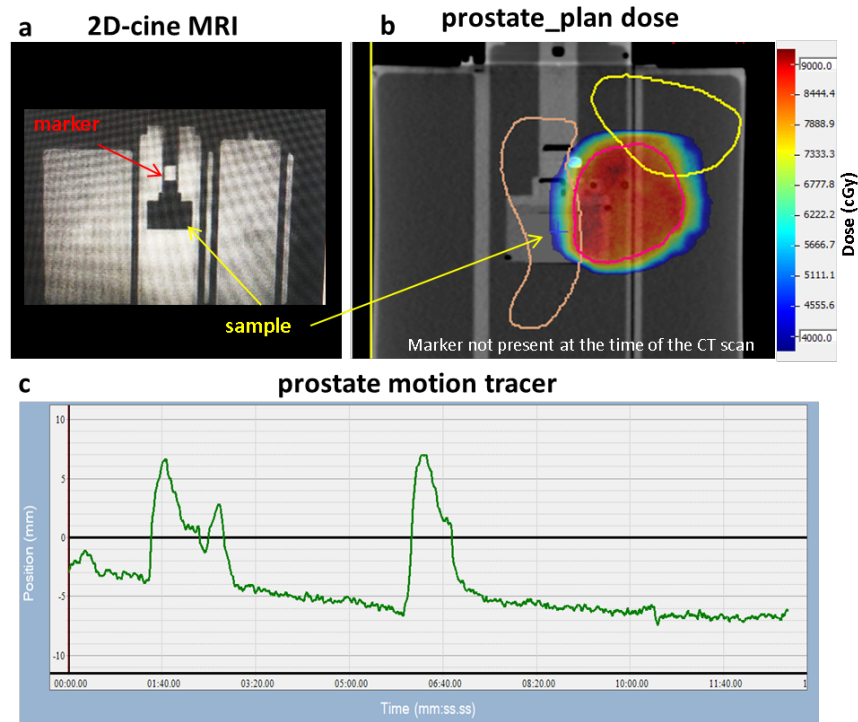 a
2D-cine MRI
marker
sample
b
prostate_plan dose
Marker not present at the time of the CT scan
9000.0
8444.4
7888.9
7333.3
6777.8
6222.2
5666.7
5111.1
4555.6
4000.0
Dose (cGy)
c
prostate motion tracer
Position (mm)
10
5
0
-5
-10
00:00.00
01:40.00
03:20.00
05:00.00
06:40.00
08:20.00
10:00.00
11:40.00
1
Time (mm:ss.ss)